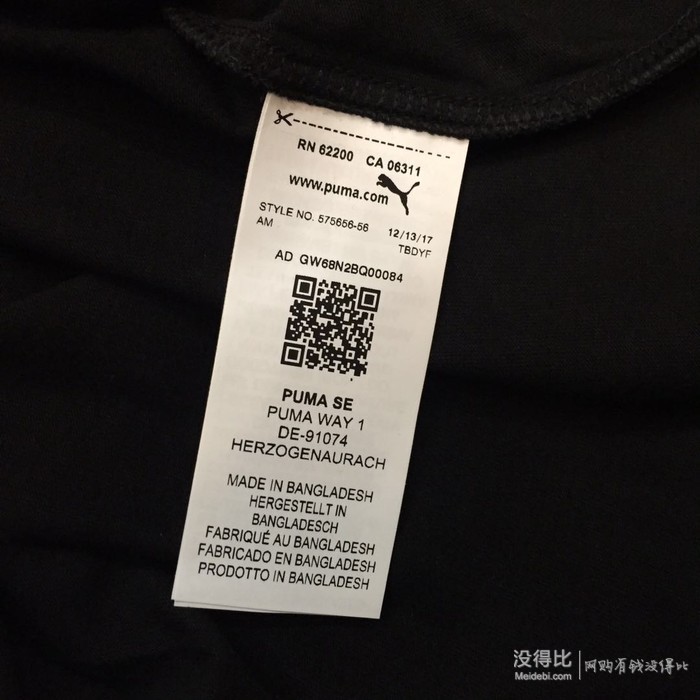 RN 62200 CA 06311
www.puma.com
STYLE NO. 575656-56 12/13/17
AM TBDYF
AD GW68N2BQ00084
PUMA SE
PUMA WAY 1
DE-91074
HERZOGENAURACH
MADE IN BANGLADESH
HERGESTELLT IN
BANGLADESCH
FABRIQUÉ AU BANGLADESH
FABRICADO EN BANGLADESH
PRODOTTO IN BANGLADESH
没得比 网购有钱没得比
Meidebi.com